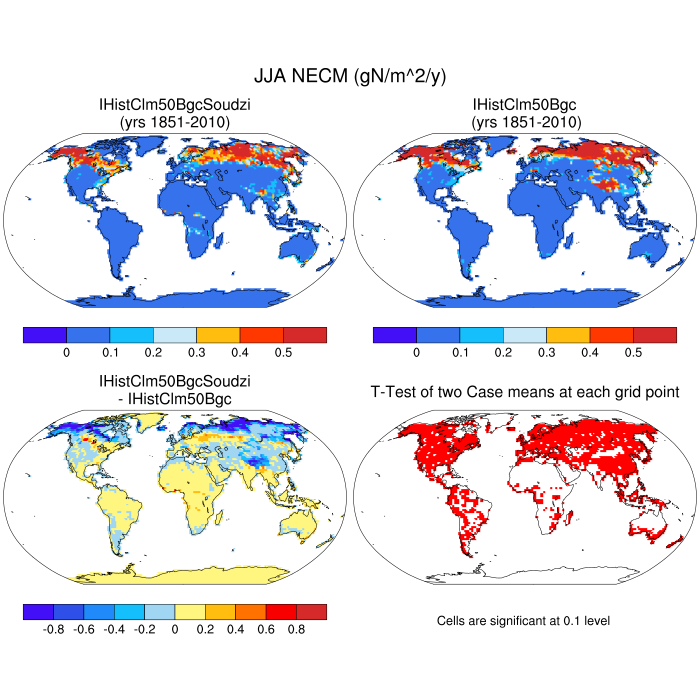 JJA NECM (gN/m^2/y)
IHistClm50BgcSoudzi
(yrs 1851-2010)
IHistClm50Bgc
(yrs 1851-2010)
0 0.1 0.2 0.3 0.4 0.5
0 0.1 0.2 0.3 0.4 0.5
IHistClm50BgcSoudzi
- IHistClm50Bgc
T-Test of two Case means at each grid point
-0.8 -0.6 -0.4 -0.2 0 0.2 0.4 0.6 0.8
Cells are significant at 0.1 level